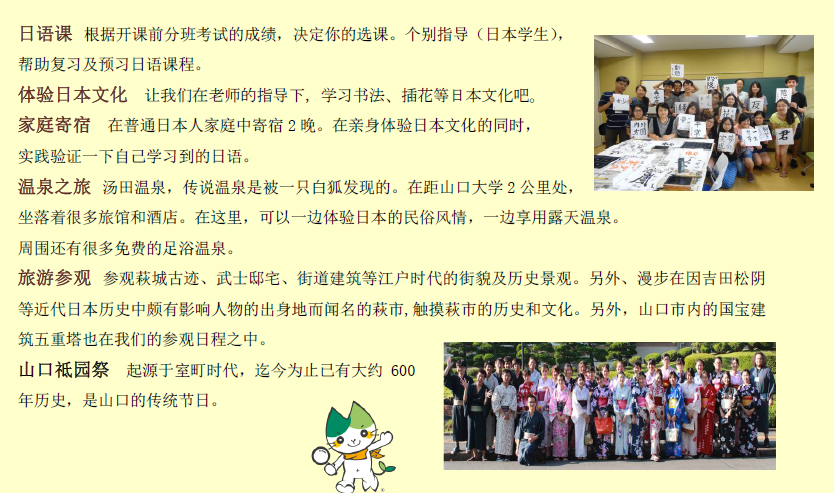 日语课 根据开课前分班考试的成绩，决定你的选课。个别指导（日本学生），
帮助复习及预习日语课程。
体验日本文化 让我们在老师的指导下, 学习书法、插花等日本文化吧。
家庭寄宿 在普通日本人家庭中寄宿2晚。在亲身体验日本文化的同时，
实践验证一下自己学习到的日语。
温泉之旅 汤田温泉，传说温泉是被一只白狐发现的。在距山口大学2公里处，
坐落着很多旅馆和酒店。在这里，可以一边体验日本的民俗风情，一边享用露天温泉。
周围还有很多免费的足浴温泉。
旅游参观 参观萩城古迹、武士邸宅、街道建筑等江户时代的街貌及历史景观。另外、漫步在因吉田松阴
等近代日本历史中颇有影响人物的出身地而闻名的萩市,触摸萩市的历史和文化。另外，山口市内的国宝建
筑五重塔也在我们的参观日程之中。
山口祗园祭 起源于室町时代，迄今为止已有大约 600
年历史，是山口的传统节日。
友
君